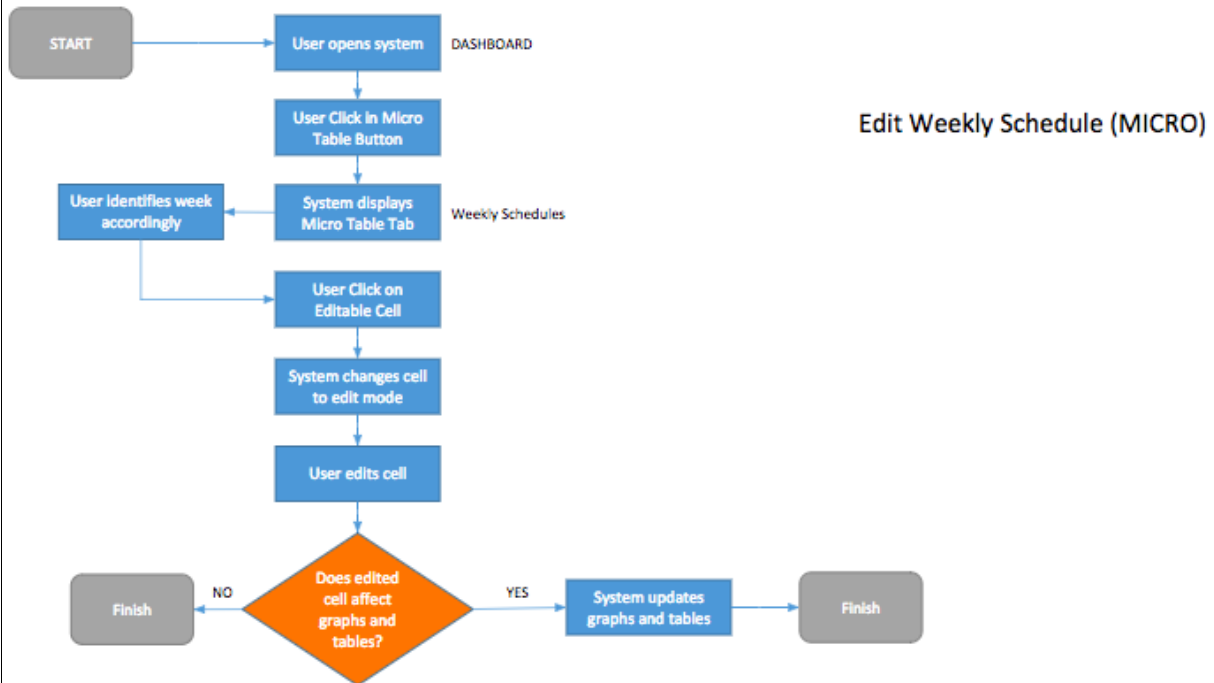 START
User opens system
DASHBOARD
User Click in Micro
Table Button
Edit Weekly Schedule (MICRO)
User identifies week
accordingly
System displays
Micro Table Tab
Weekly Schedules
User Click on
Editable Cell
System changes cell
to edit mode
User edits cell
Does edited
cell affect
graphs and
tables?
NO
Finish
YES
System updates
graphs and tables
Finish